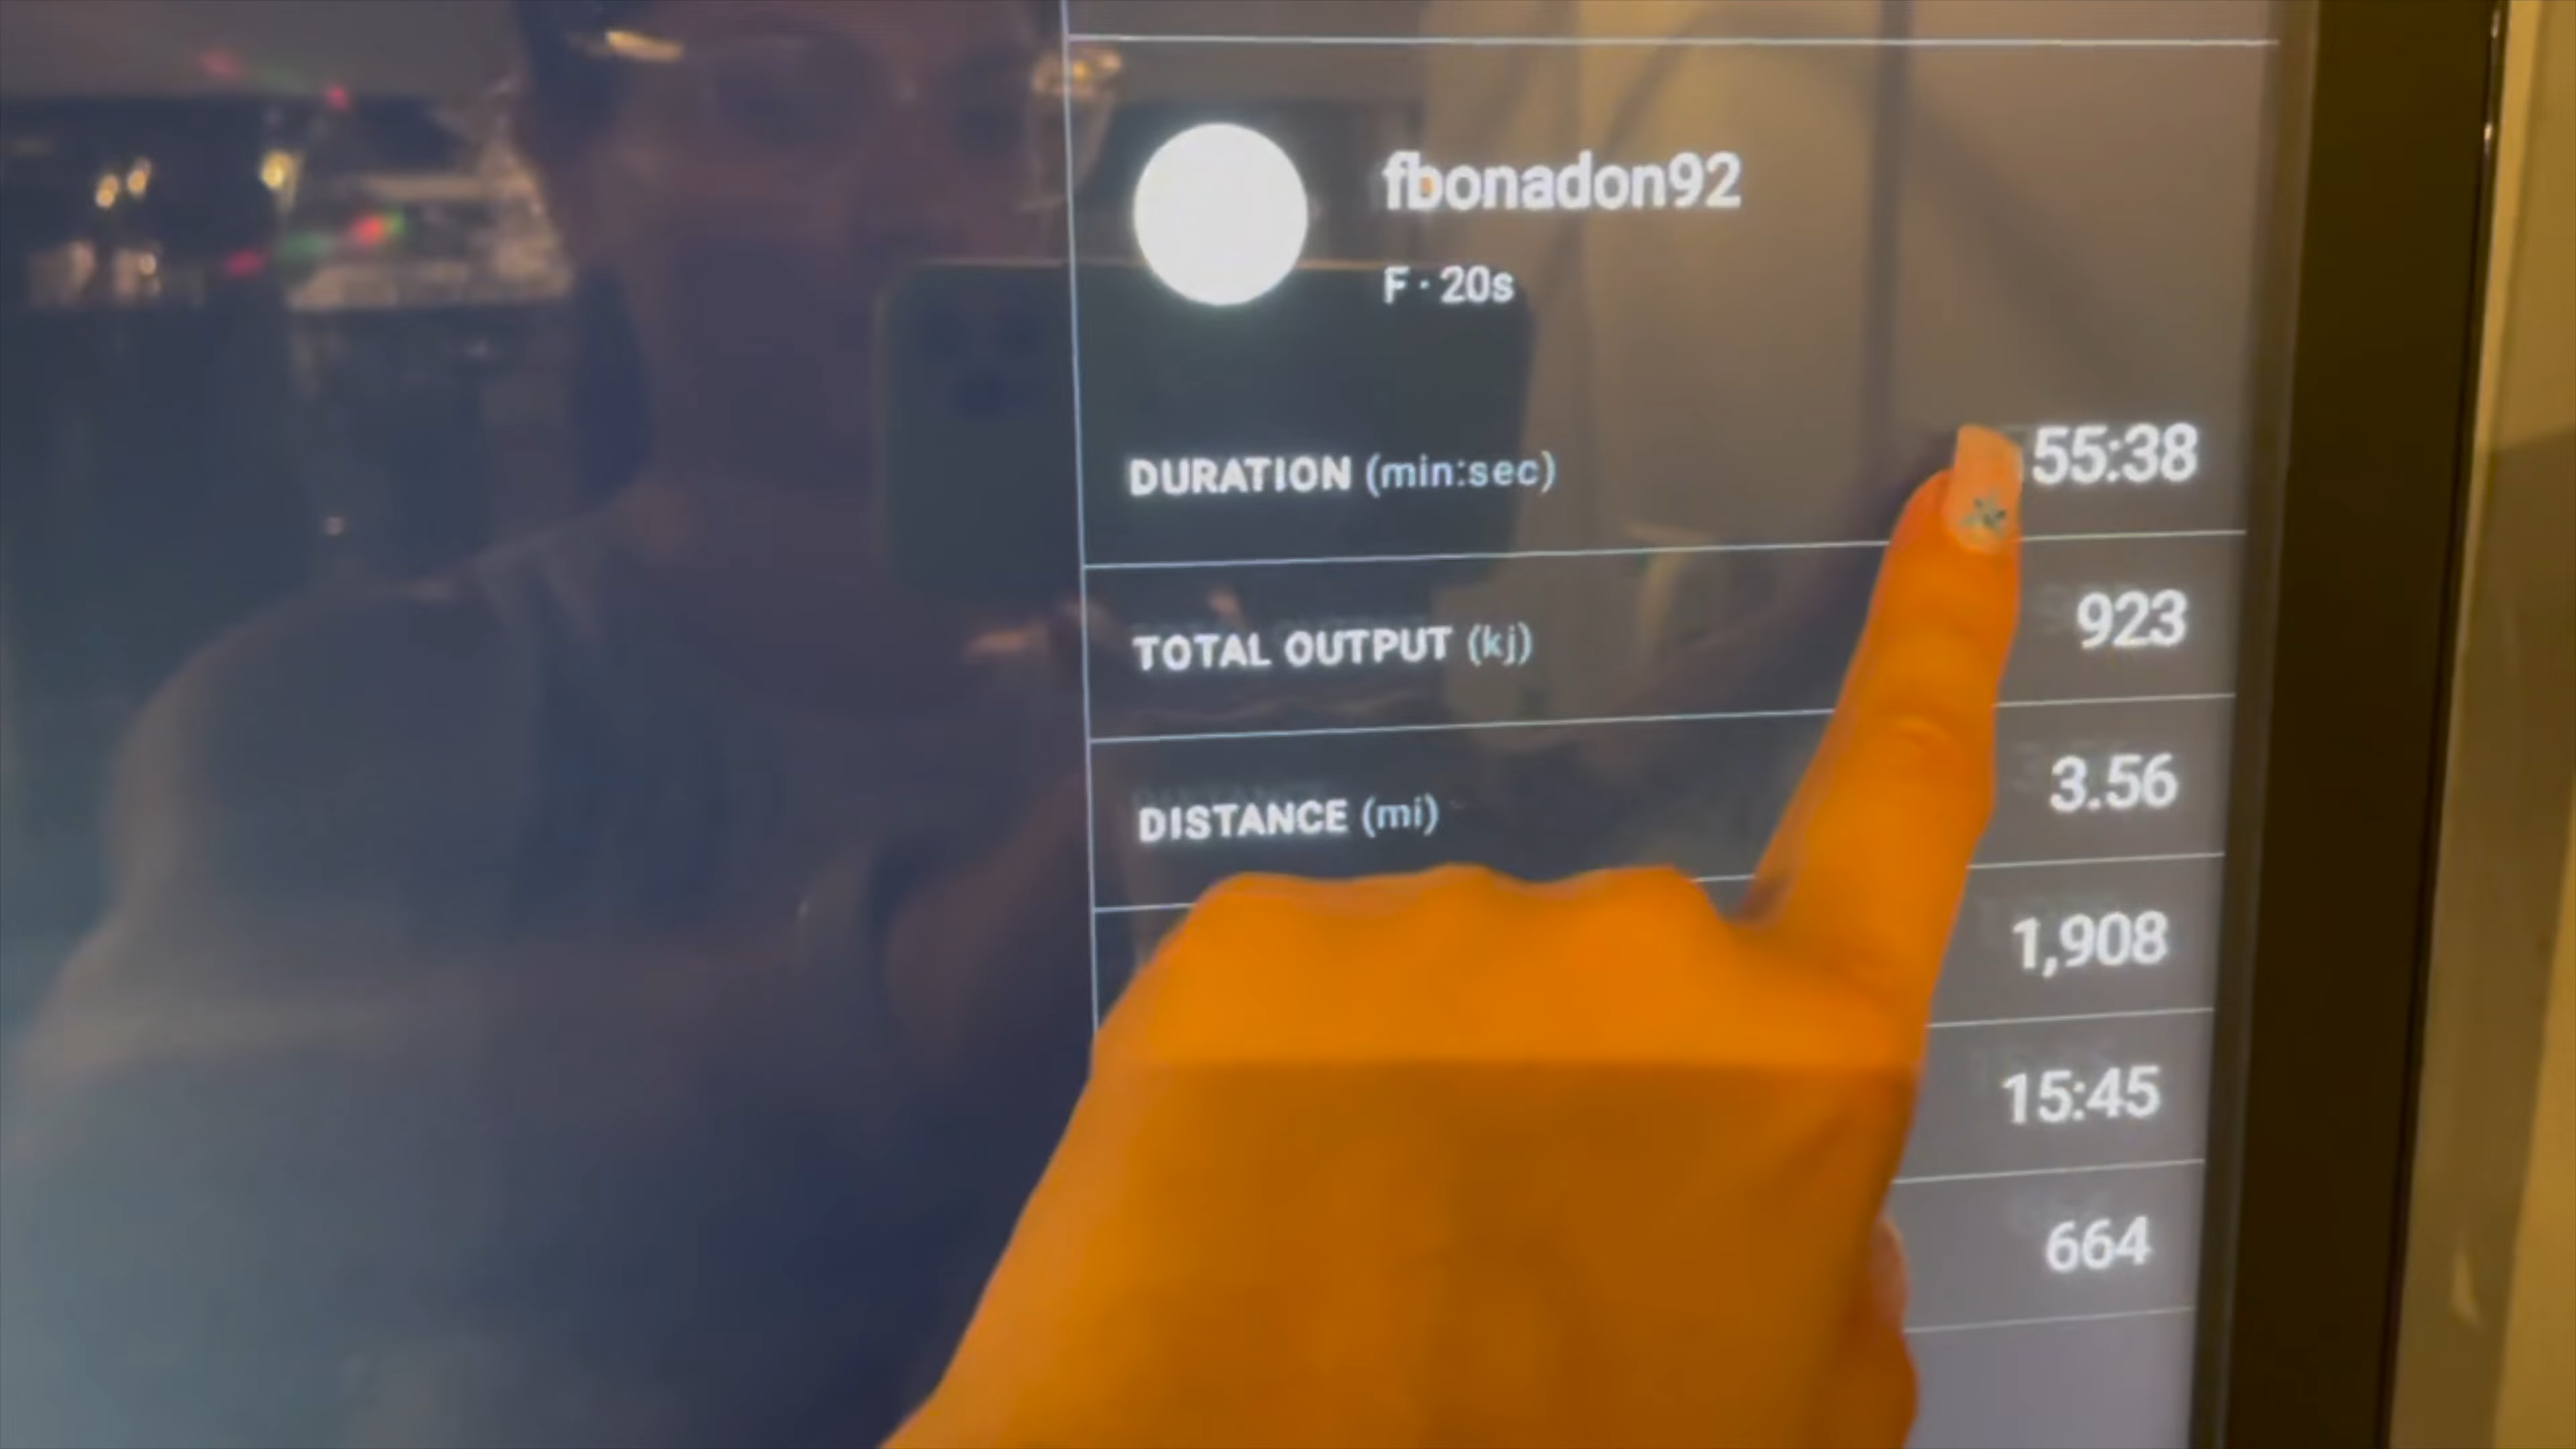 fbonadon92
F · 20s
DURATION (min:sec) 55:38
TOTAL OUTPUT (kj) 923
DISTANCE (mi) 3.56
1,908
15:45
664